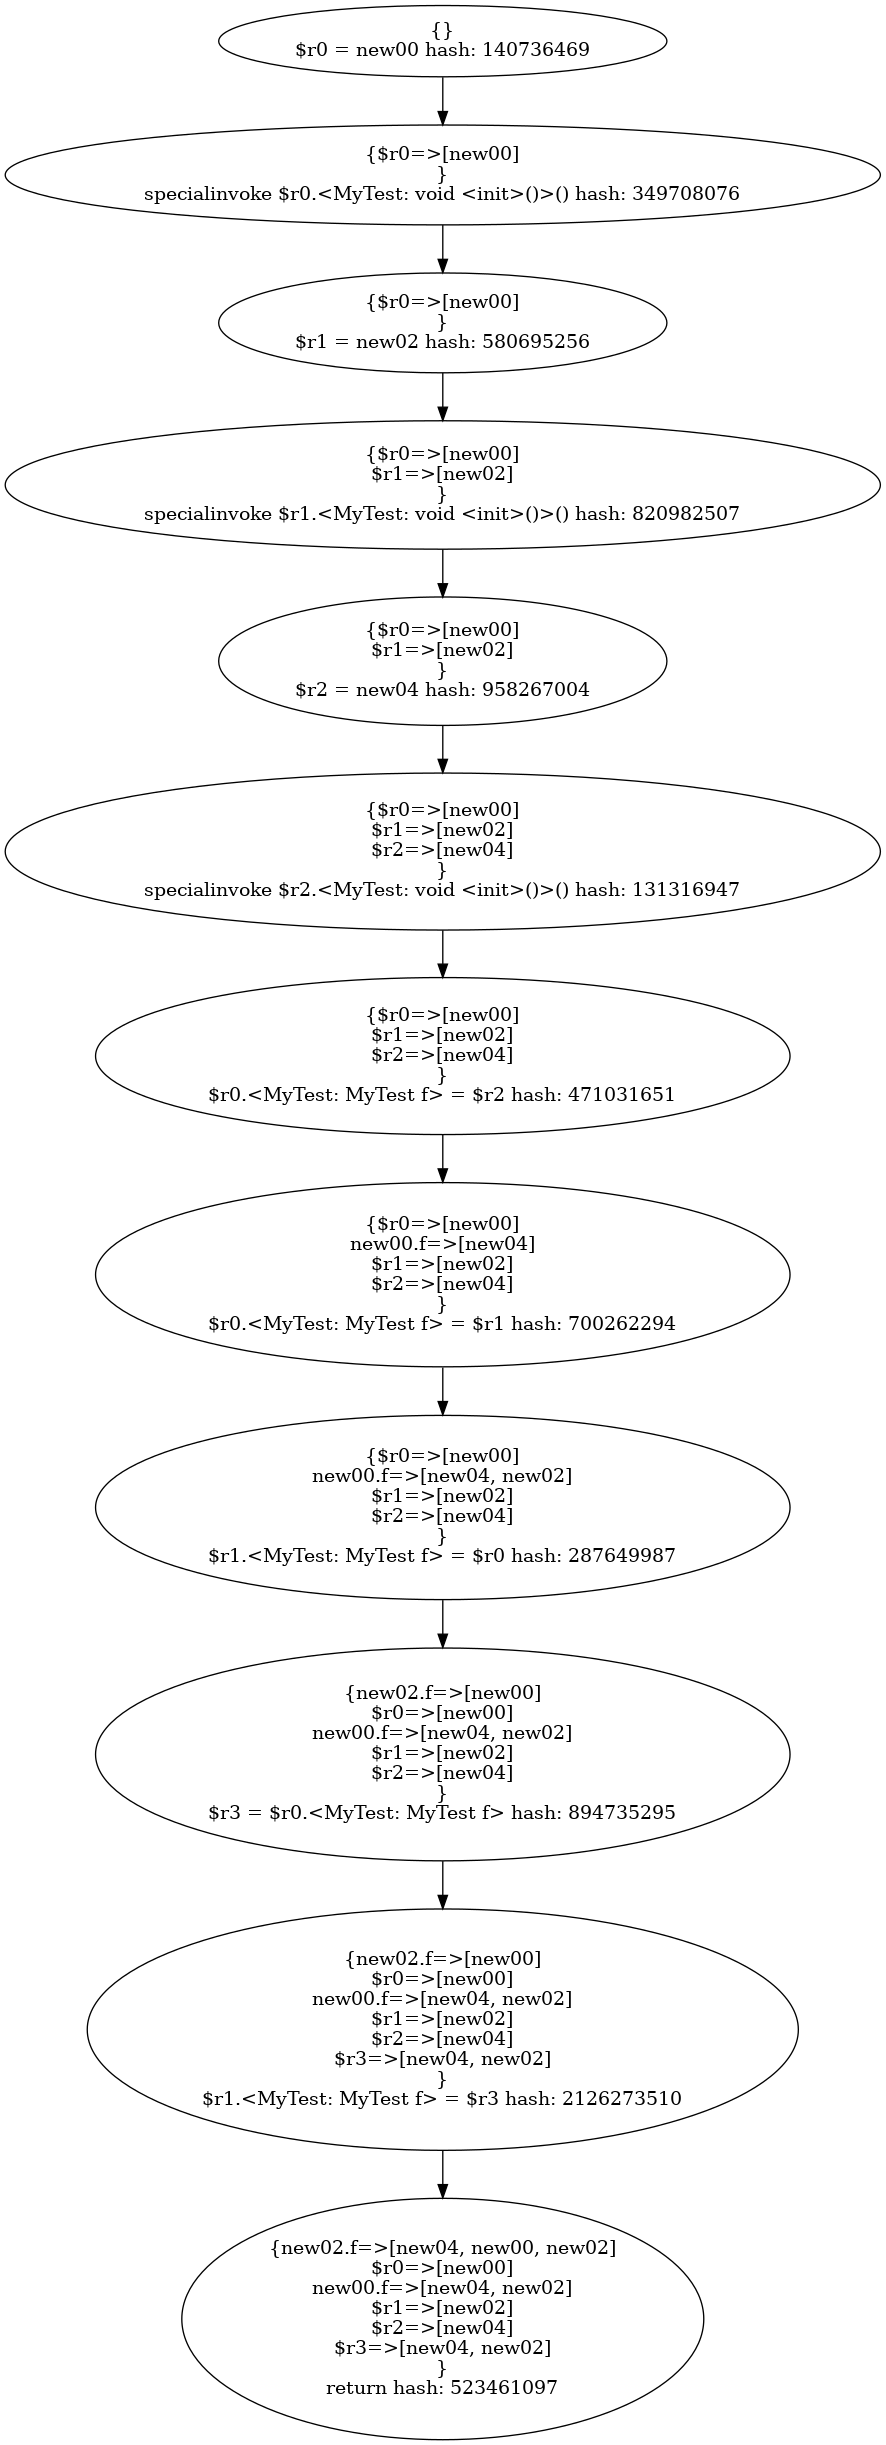 {}
$r0 = new00 hash: 140736469
{$r0=>[new00]
}
specialinvoke $r0.<MyTest: void <init>()>() hash: 349708076
{$r0=>[new00]
}
$r1 = new02 hash: 580695256
{$r0=>[new00]
$r1=>[new02]
}
specialinvoke $r1.<MyTest: void <init>()>() hash: 820982507
{$r0=>[new00]
$r1=>[new02]
}
$r2 = new04 hash: 958267004
{$r0=>[new00]
$r1=>[new02]
$r2=>[new04]
}
specialinvoke $r2.<MyTest: void <init>()>() hash: 131316947
{$r0=>[new00]
$r1=>[new02]
$r2=>[new04]
}
$r0.<MyTest: MyTest f> = $r2 hash: 471031651
{$r0=>[new00]
new00.f=>[new04]
$r1=>[new02]
$r2=>[new04]
}
$r0.<MyTest: MyTest f> = $r1 hash: 700262294
{$r0=>[new00]
new00.f=>[new04, new02]
$r1=>[new02]
$r2=>[new04]
}
$r1.<MyTest: MyTest f> = $r0 hash: 287649987
{new02.f=>[new00]
$r0=>[new00]
new00.f=>[new04, new02]
$r1=>[new02]
$r2=>[new04]
}
$r3 = $r0.<MyTest: MyTest f> hash: 894735295
{new02.f=>[new00]
$r0=>[new00]
new00.f=>[new04, new02]
$r1=>[new02]
$r2=>[new04]
$r3=>[new04, new02]
}
$r1.<MyTest: MyTest f> = $r3 hash: 2126273510
{new02.f=>[new04, new00, new02]
$r0=>[new00]
new00.f=>[new04, new02]
$r1=>[new02]
$r2=>[new04]
$r3=>[new04, new02]
}
return hash: 523461097